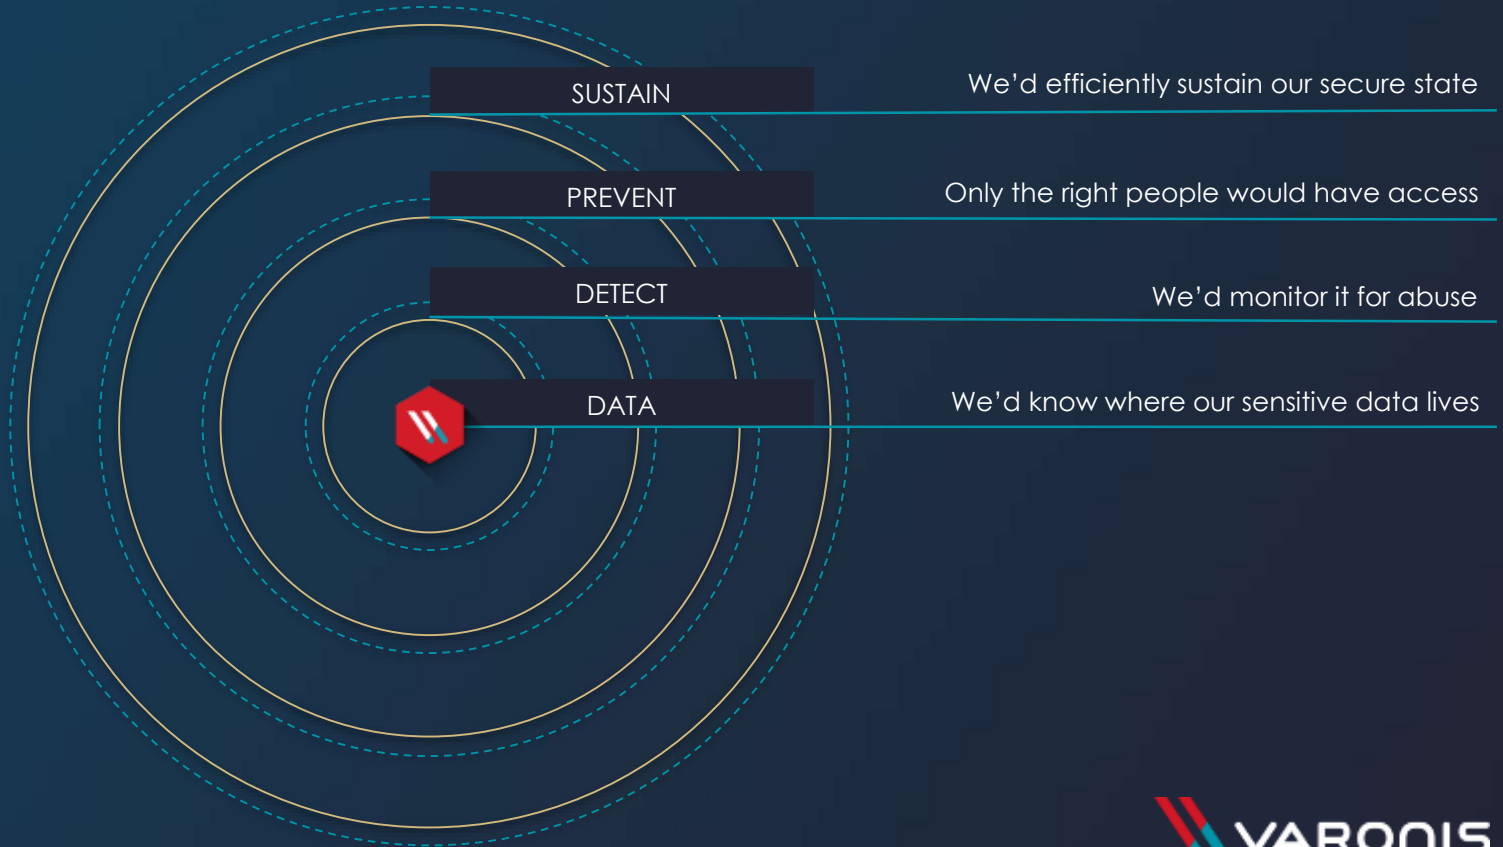 SUSTAIN
We'd efficiently sustain our secure state
PREVENT
Only the right people would have access
DETECT
We'd monitor it for abuse
DATA
We'd know where our sensitive data lives
VARONIS